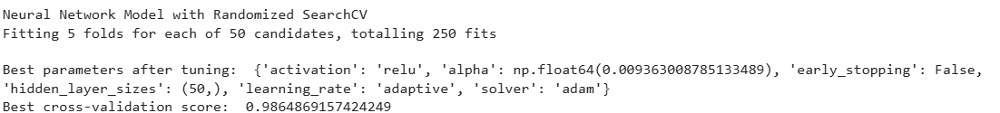 Neural Network Model with Randomized SearchCV
Fitting 5 folds for each of 50 candidates, totalling 250 fits
Best parameters after tuning:  {'activation': 'relu', 'alpha': np.float64(0.009363008785133489), 'early_stopping': False,
'hidden_layer_sizes': (50,), 'learning_rate': 'adaptive', 'solver': 'adam'}
Best cross-validation score:  0.9864869157424249